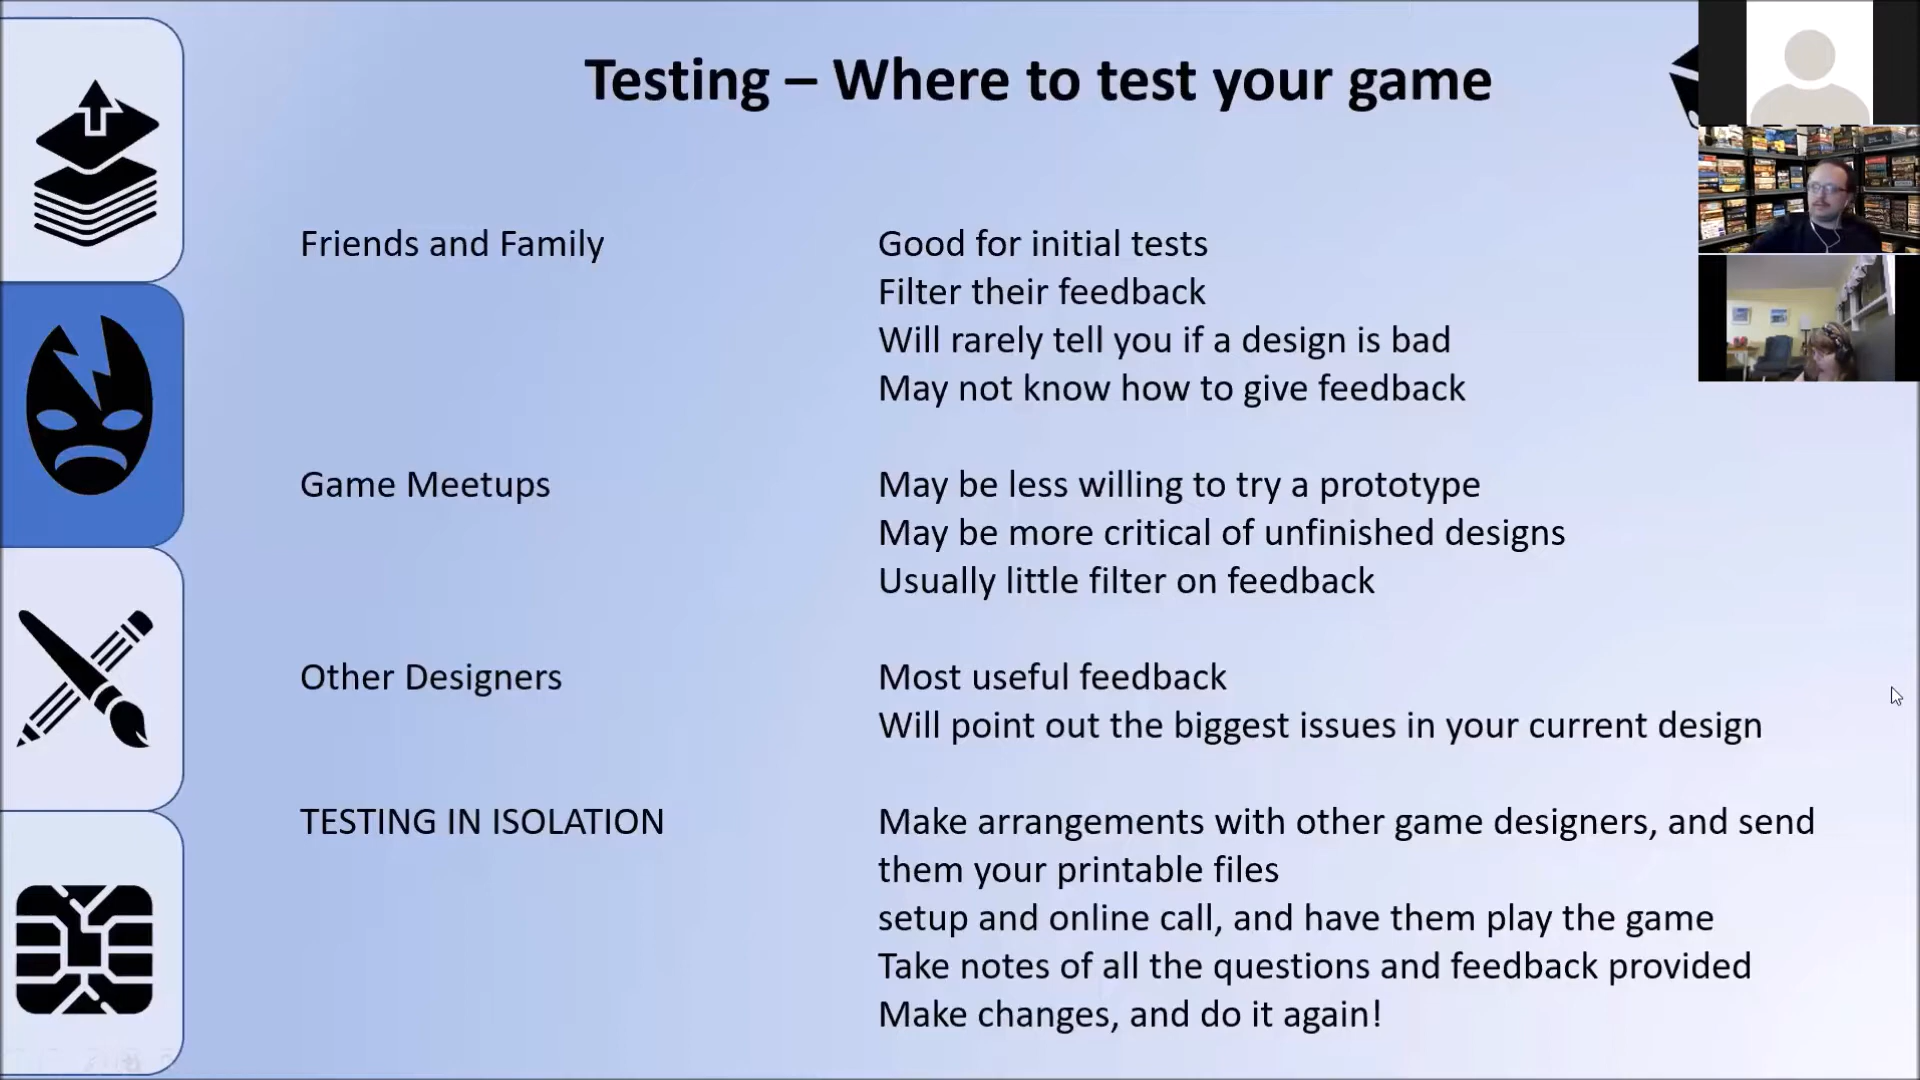 Testing – Where to test your game
Friends and Family
Good for initial tests
Filter their feedback
Will rarely tell you if a design is bad
May not know how to give feedback
Game Meetups
May be less willing to try a prototype
May be more critical of unfinished designs
Usually little filter on feedback
Other Designers
Most useful feedback
Will point out the biggest issues in your current design
TESTING IN ISOLATION
Make arrangements with other game designers, and send
them your printable files
setup and online call, and have them play the game
Take notes of all the questions and feedback provided
Make changes, and do it again!